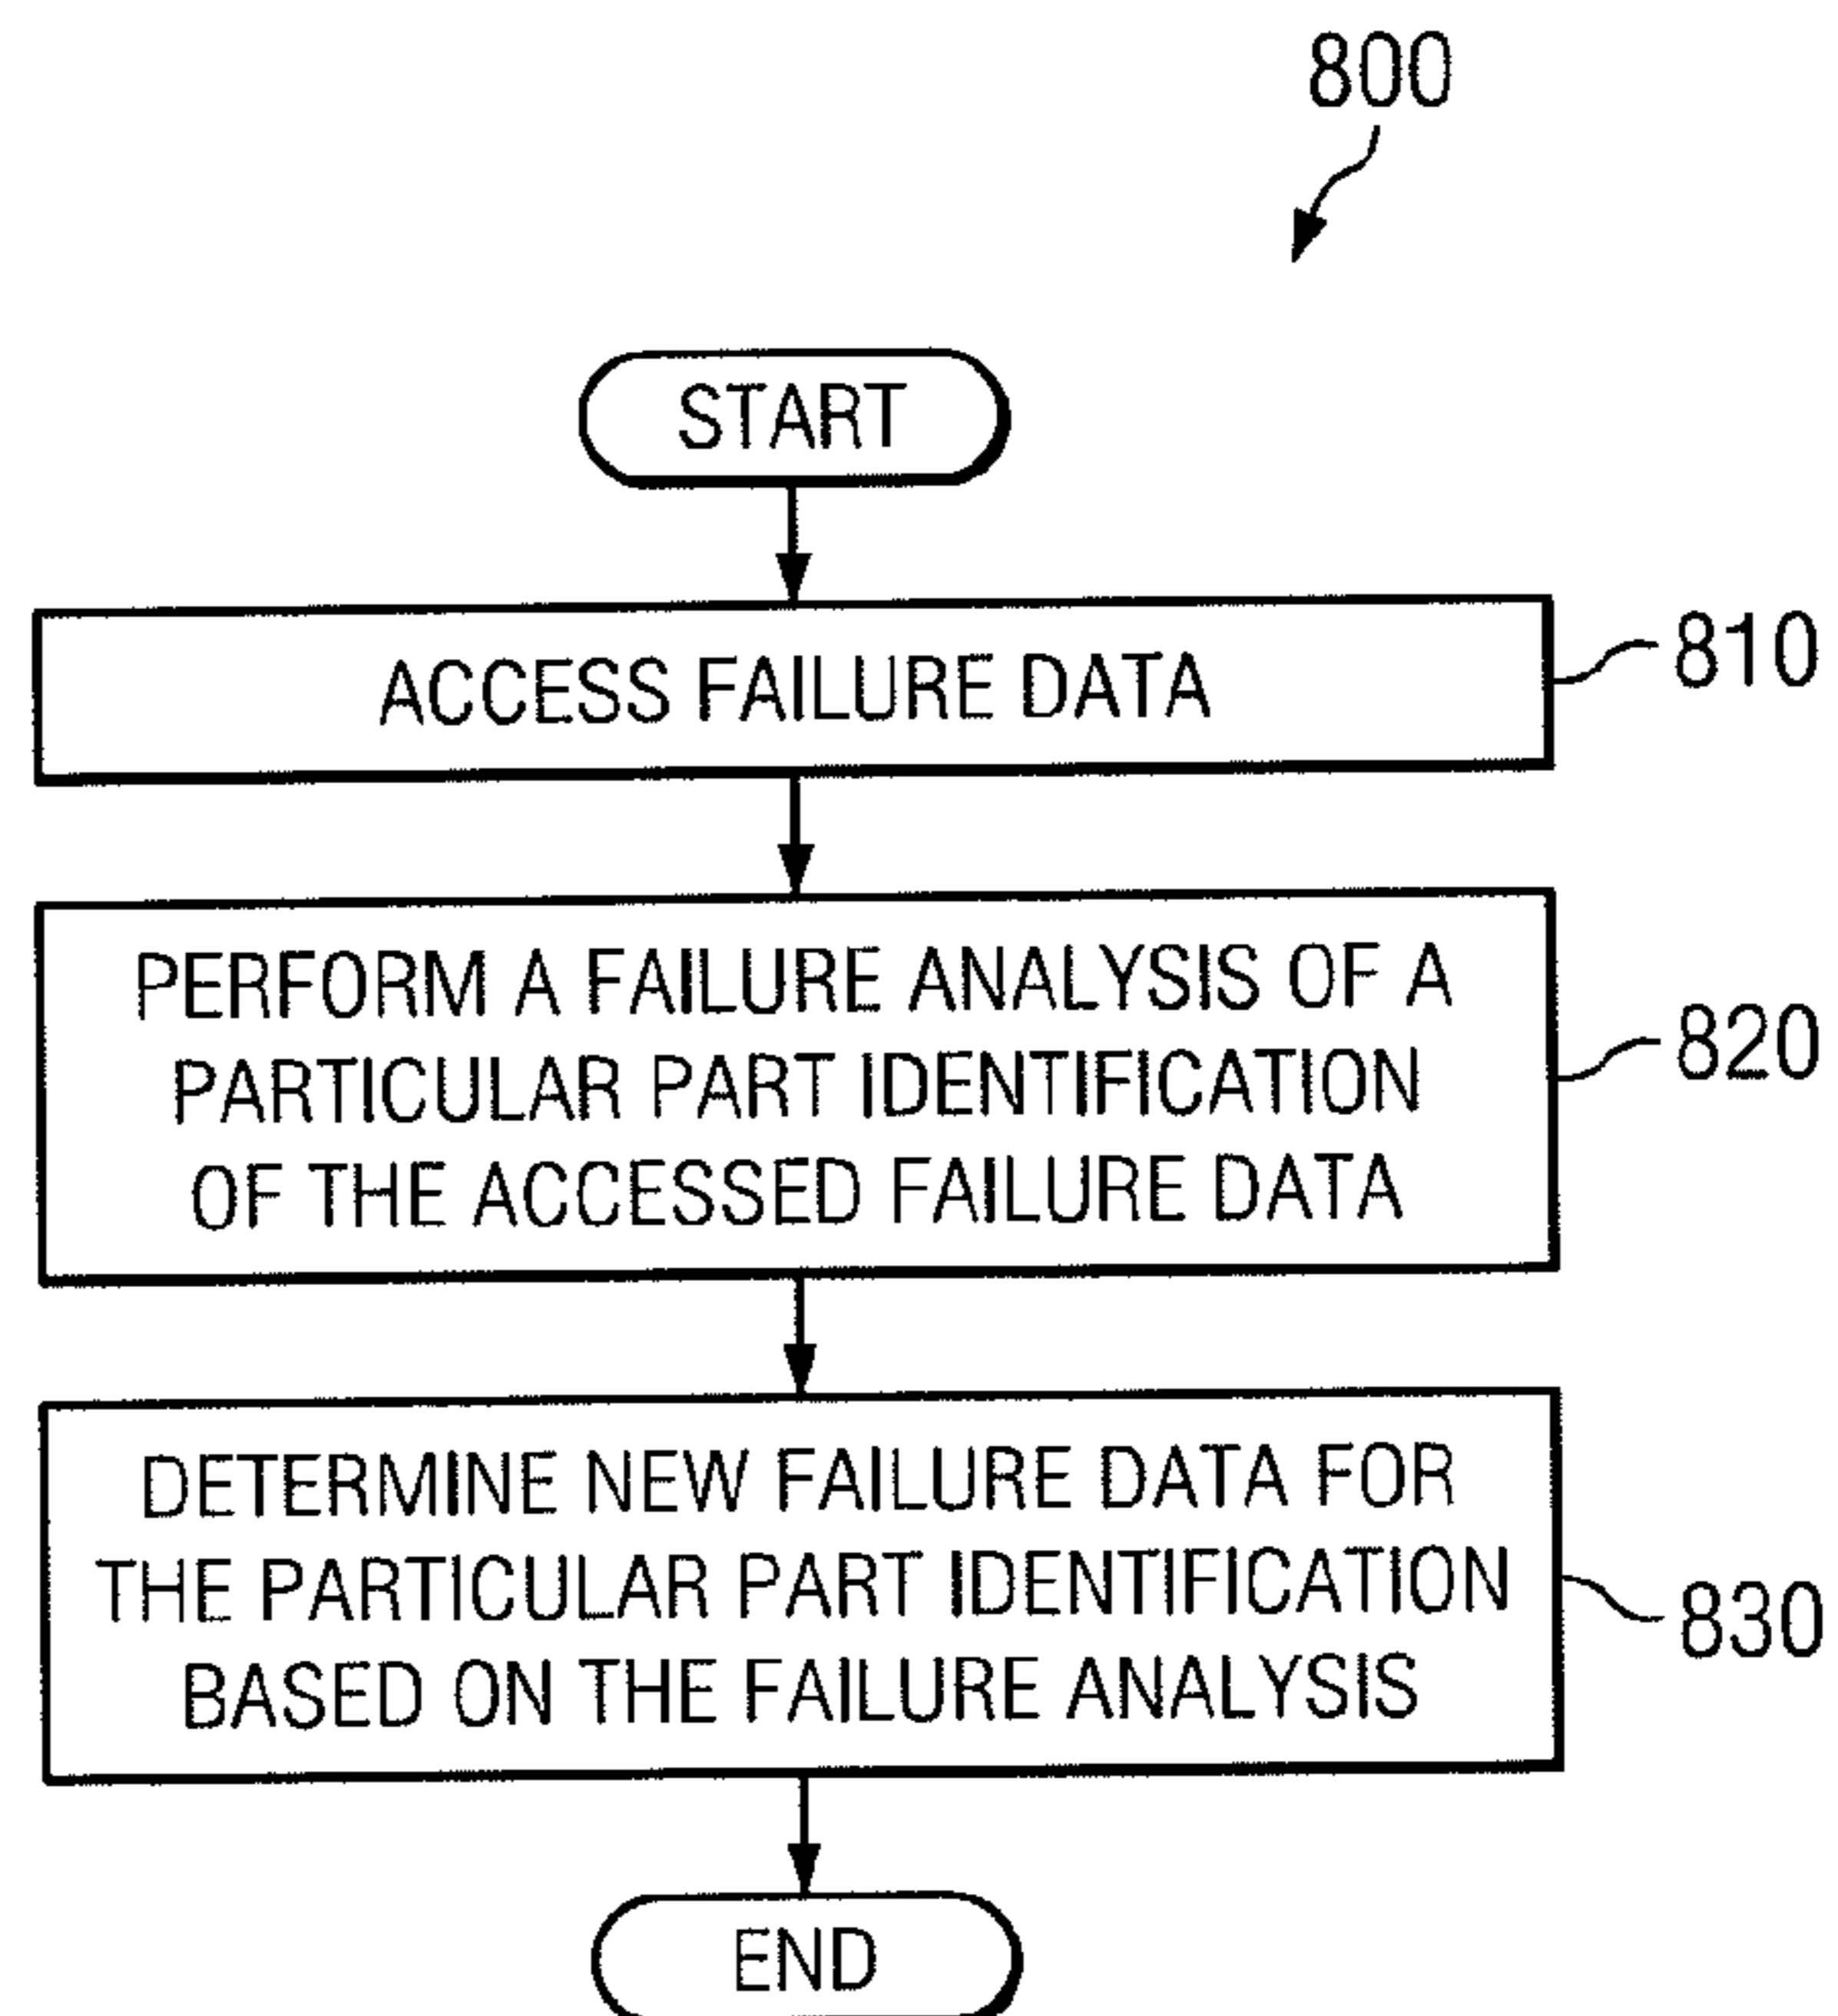 800
START
ACCESS FAILURE DATA
810
PERFORM A FAILURE ANALYSIS OF A
PARTICULAR PART IDENTIFICATION
OF THE ACCESSED FAILURE DATA
820
DETERMINE NEW FAILURE DATA FOR
THE PARTICULAR PART IDENTIFICATION
BASED ON THE FAILURE ANALYSIS
830
END